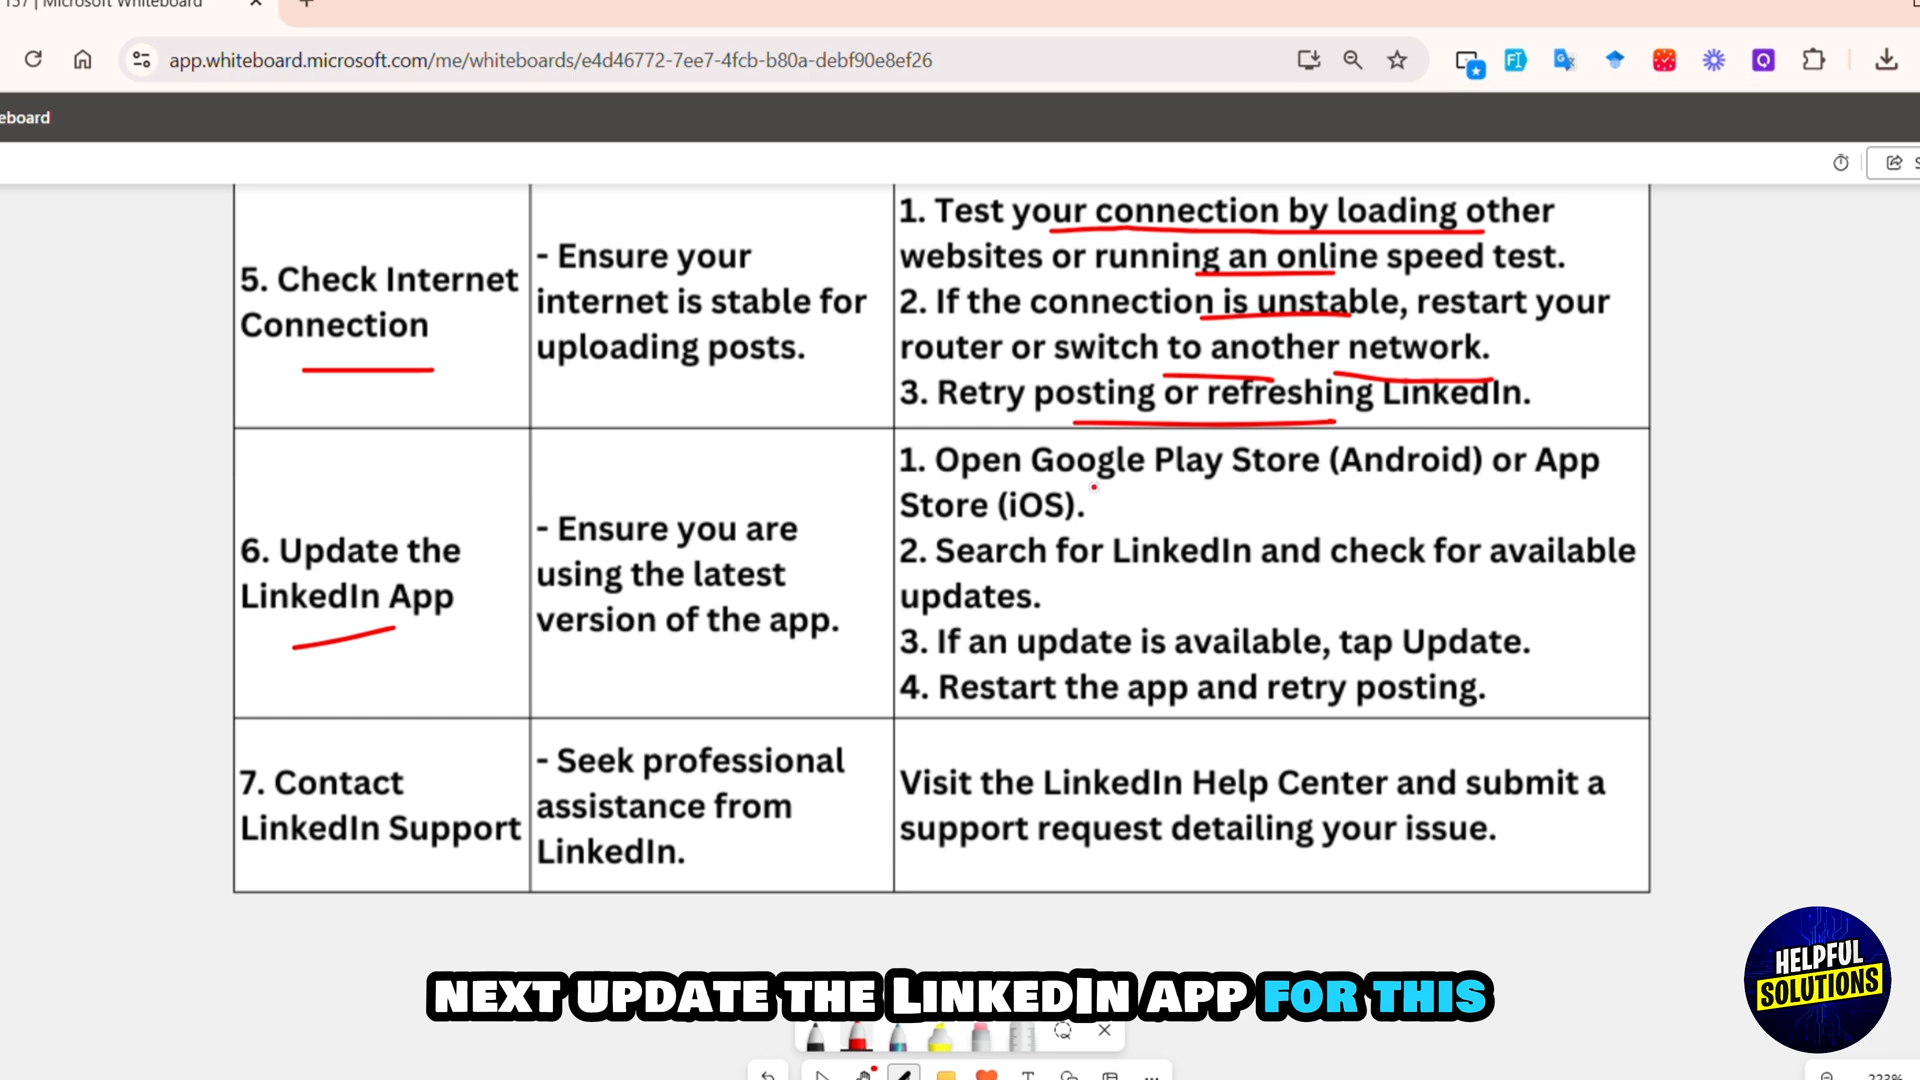 157 | Microsoft Whiteboard
app.whiteboard.microsoft.com/me/whiteboards/e4d46772-7ee7-4fcb-b80a-debf90e8ef26
eboard
5. Check Internet
Connection
- Ensure your
internet is stable for
uploading posts.
1. Test your connection by loading other
websites or running an online speed test.
2. If the connection is unstable, restart your
router or switch to another network.
3. Retry posting or refreshing LinkedIn.
6. Update the
LinkedIn App
- Ensure you are
using the latest
version of the app.
1. Open Google Play Store (Android) or App
Store (iOS).
2. Search for LinkedIn and check for available
updates.
3. If an update is available, tap Update.
4. Restart the app and retry posting.
7. Contact
LinkedIn Support
- Seek professional
assistance from
LinkedIn.
Visit the LinkedIn Help Center and submit a
support request detailing your issue.
HELPFUL
SOLUTIONS
NEXT UPDATE THE LINKEDIN APP FOR THIS
223%